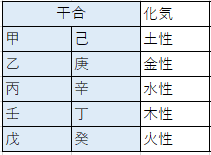 干合 化気
甲 己 土性
乙 庚 金性
丙 辛 水性
壬 丁 木性
戊 癸 火性